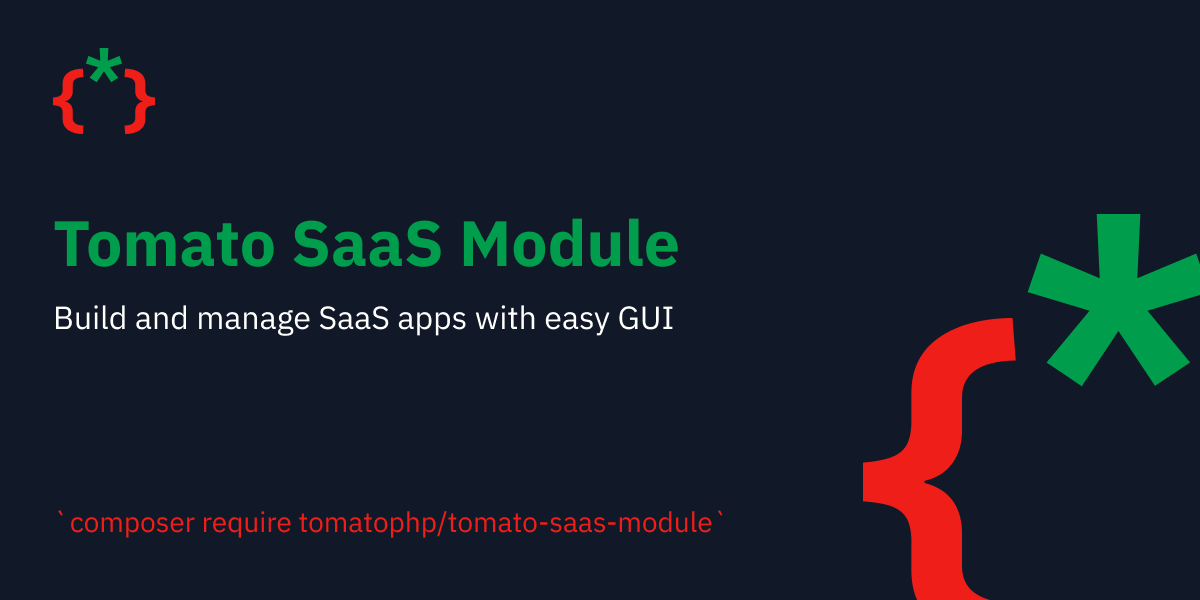 {*}
Tomato SaaS Module
Build and manage SaaS apps with easy GUI
`composer require tomatophp/tomato-saas-module`
{*